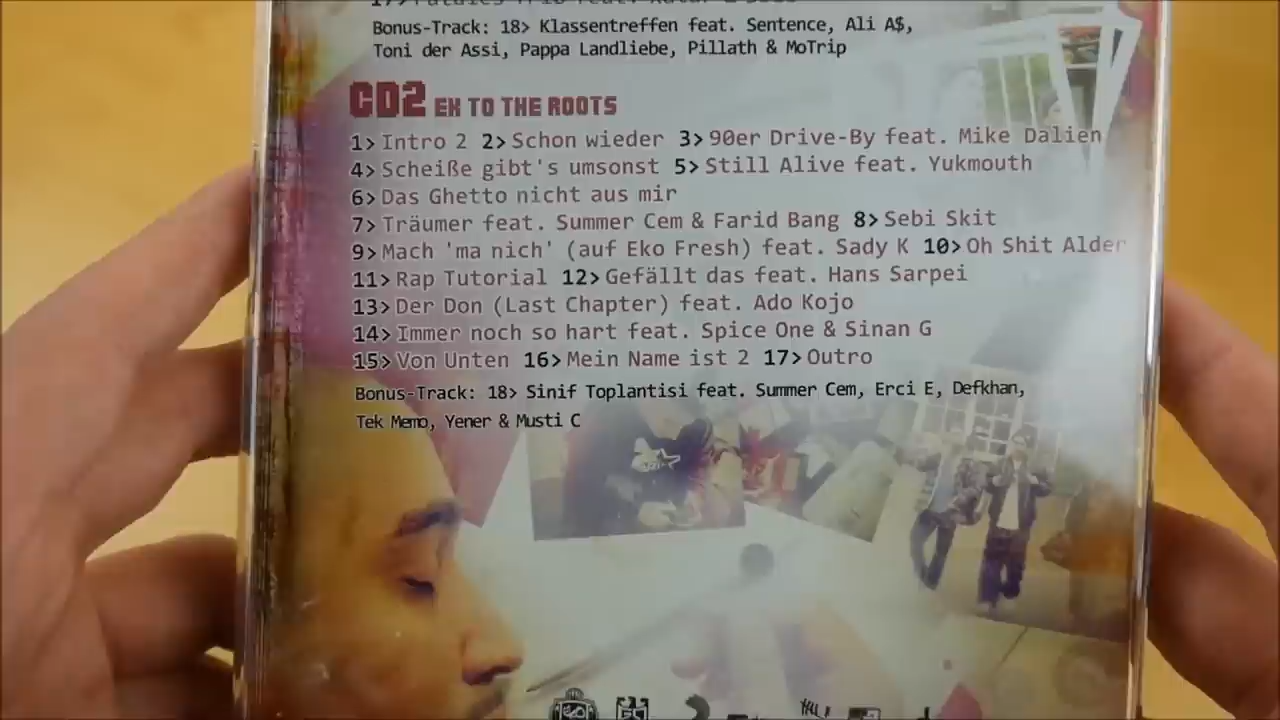 Bonus-Track: 18> Klassentreffen feat. Sentence, Ali A$,
Toni der Assi, Pappa Landliebe, Pillath & MoTrip
CD2 EK TO THE ROOTS
1> Intro 2 2> Schon wieder 3> 90er Drive-By feat. Mike Dalien
4> Scheiße gibt's umsonst 5> Still Alive feat. Yukmouth
6> Das Ghetto nicht aus mir
7> Träumer feat. Summer Cem & Farid Bang 8> Sebi Skit
9> Mach 'ma nich' (auf Eko Fresh) feat. Sady K 10> Oh Shit Alder
11> Rap Tutorial 12> Gefällt das feat. Hans Sarpei
13> Der Don (Last Chapter) feat. Ado Kojo
14> Immer noch so hart feat. Spice One & Sinan G
15> Von Unten 16> Mein Name ist 2 17> Outro
Bonus-Track: 18> Sinif Toplantisi feat. Summer Cem, Erci E, Defkhan,
Tek Memo, Yener & Musti C